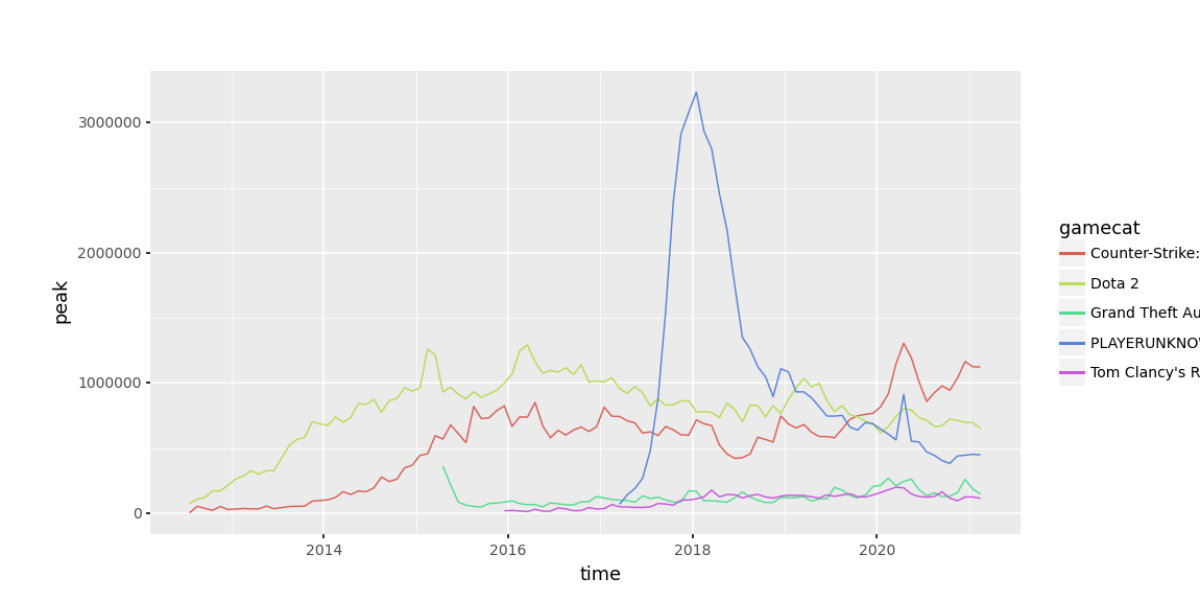 3000000
2000000
1000000
0
peak
2014
2016
2018
2020
time
gamecat
Counter-Strike:
Dota 2
Grand Theft Au
PLAYERUNKNO
Tom Clancy's R